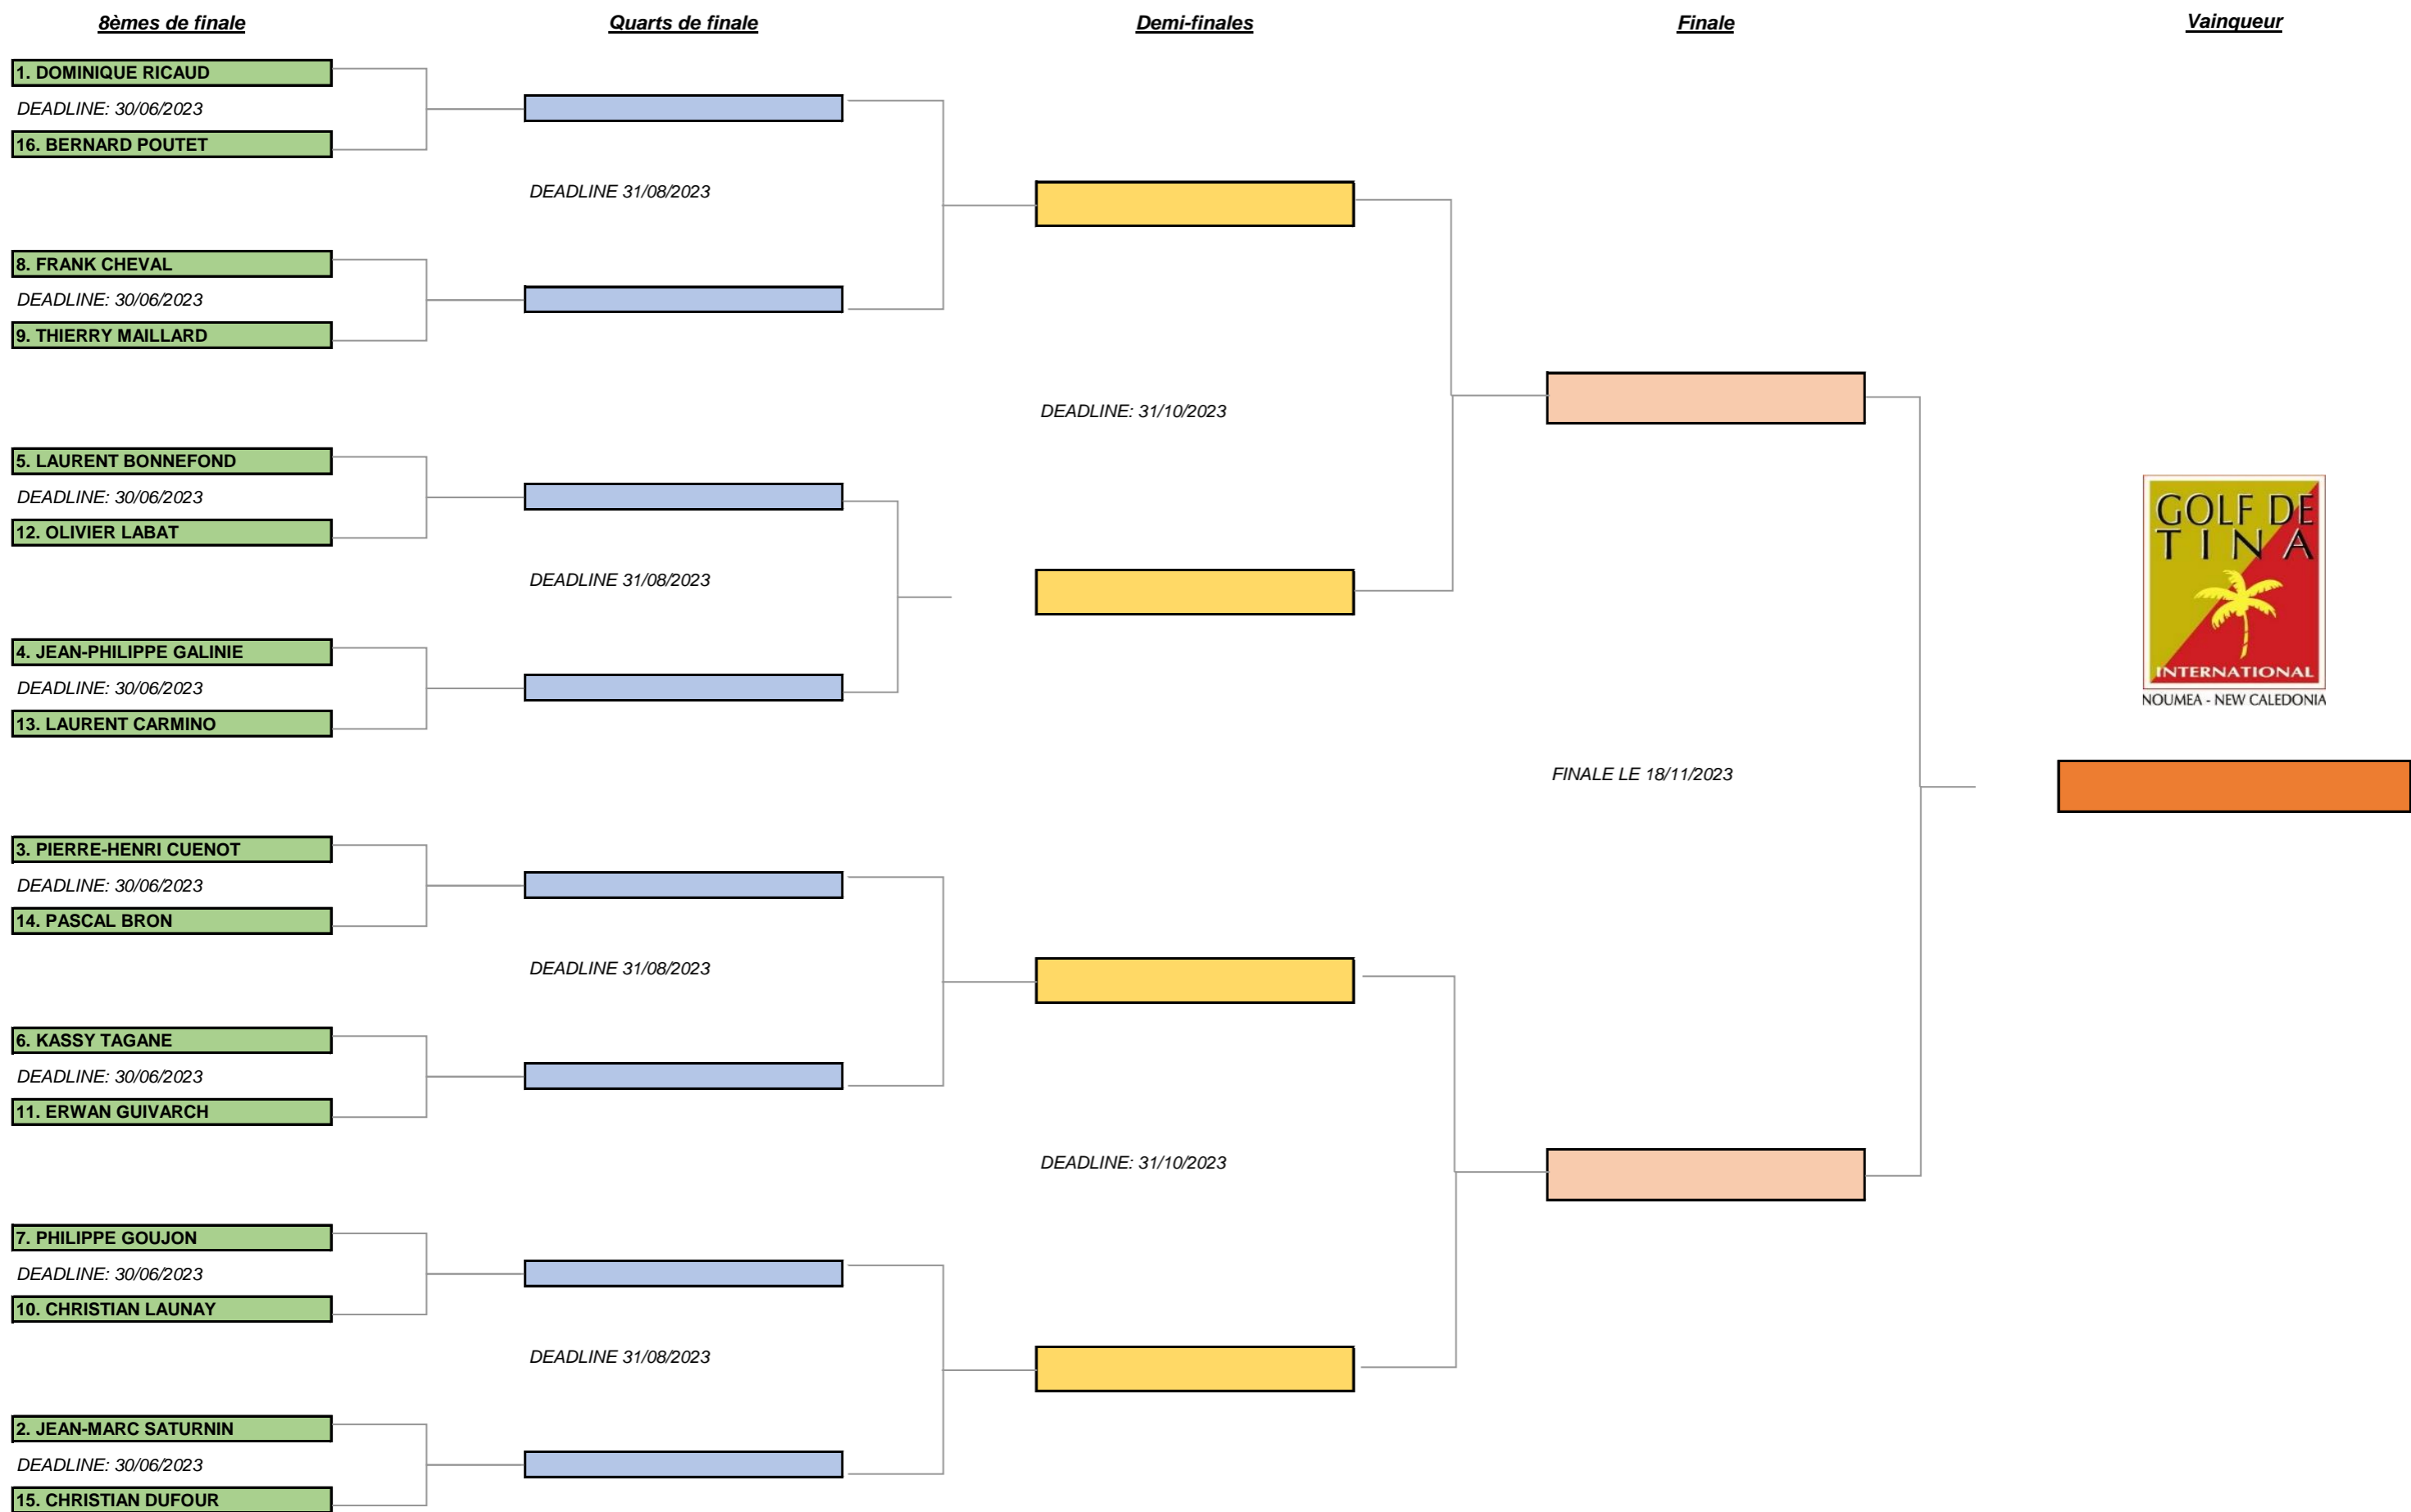 8èmes de finale
Quarts de finale
Demi-finales
Finale
Vainqueur
1. DOMINIQUE RICAUD
DEADLINE: 30/06/2023
16. BERNARD POUTET
DEADLINE 31/08/2023
8. FRANK CHEVAL
DEADLINE: 30/06/2023
9. THIERRY MAILLARD
DEADLINE: 31/10/2023
5. LAURENT BONNEFOND
DEADLINE: 30/06/2023
12. OLIVIER LABAT
DEADLINE 31/08/2023
4. JEAN-PHILIPPE GALINIE
DEADLINE: 30/06/2023
13. LAURENT CARMINO
GOLF DE
TINA
INTERNATIONAL
NOUMEA - NEW CALEDONIA
FINALE LE 18/11/2023
3. PIERRE-HENRI CUENOT
DEADLINE: 30/06/2023
14. PASCAL BRON
DEADLINE 31/08/2023
6. KASSY TAGANE
DEADLINE: 30/06/2023
11. ERWAN GUIVARCH
DEADLINE: 31/10/2023
7. PHILIPPE GOUJON
DEADLINE: 30/06/2023
10. CHRISTIAN LAUNAY
DEADLINE 31/08/2023
2. JEAN-MARC SATURNIN
DEADLINE: 30/06/2023
15. CHRISTIAN DUFOUR